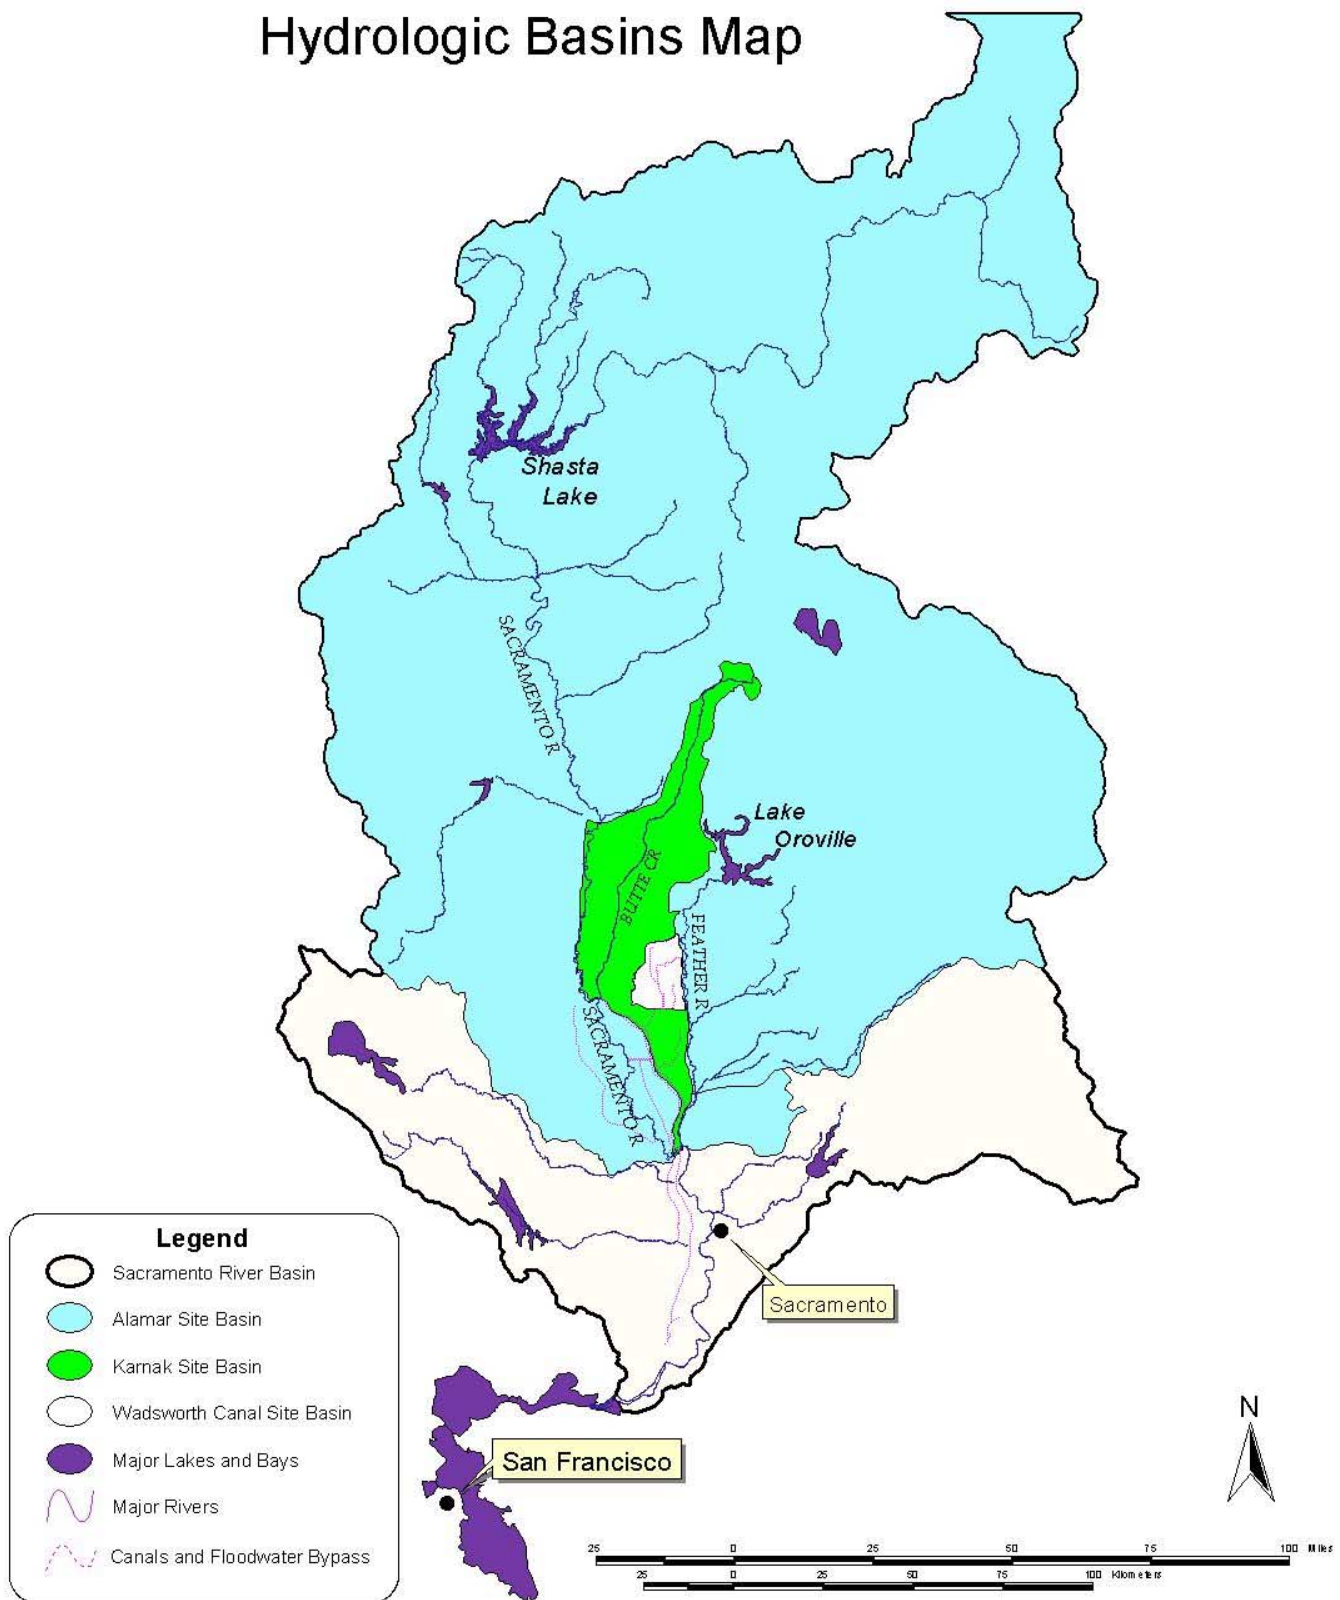 Hydrologic Basins Map
Shasta
Lake
SACRAMENTO R
Lake
Oroville
BUTTE CR
FEATHER R
SACRAMENTO R
Legend
Sacramento River Basin
Alamar Site Basin
Karnak Site Basin
Wadsworth Canal Site Basin
Major Lakes and Bays
Major Rivers
Canals and Floodwater Bypass
Sacramento
San Francisco
N
25 0 25 50 75 100 Miles
25 0 25 50 75 100 Kilometers